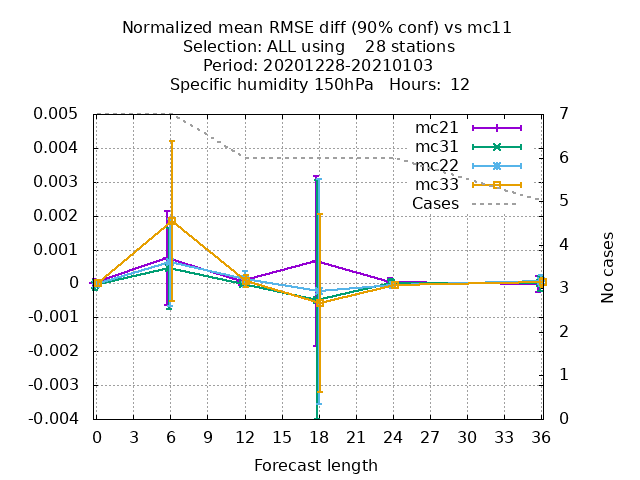 Normalized mean RMSE diff (90% conf) vs mc11
Selection: ALL using    28 stations
Period: 20201228-20210103
Specific humidity 150hPa   Hours:  12
0.005
0.004
0.003
0.002
0.001
0
-0.001
-0.002
-0.003
-0.004
7
6
5
4
3
2
1
0
mc21
mc31
mc22
mc33
Cases
No cases
0 3 6 9 12 15 18 21 24 27 30 33 36
Forecast length